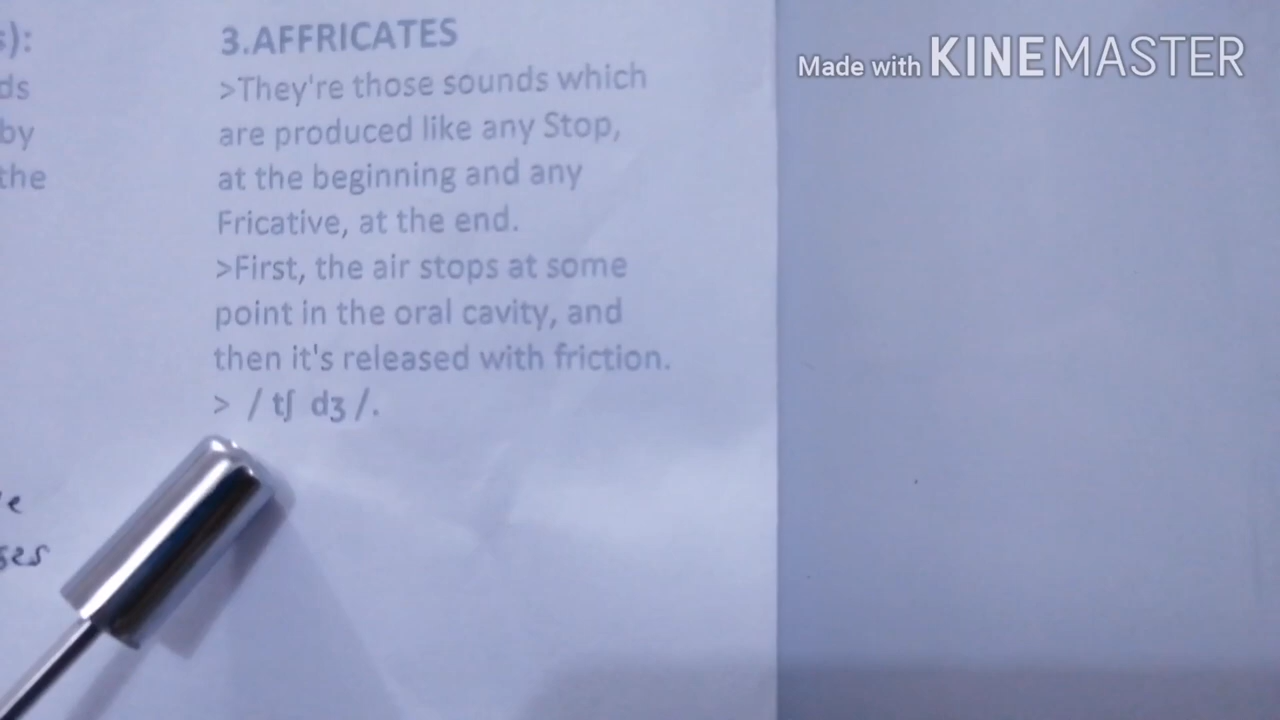 s):
ds
by
the
3.AFFRICATES
>They're those sounds which
are produced like any Stop,
at the beginning and any
Fricative, at the end.
>First, the air stops at some
point in the oral cavity, and
then it's released with friction.
> / tʃ dʒ /.
Made with KINEMASTER